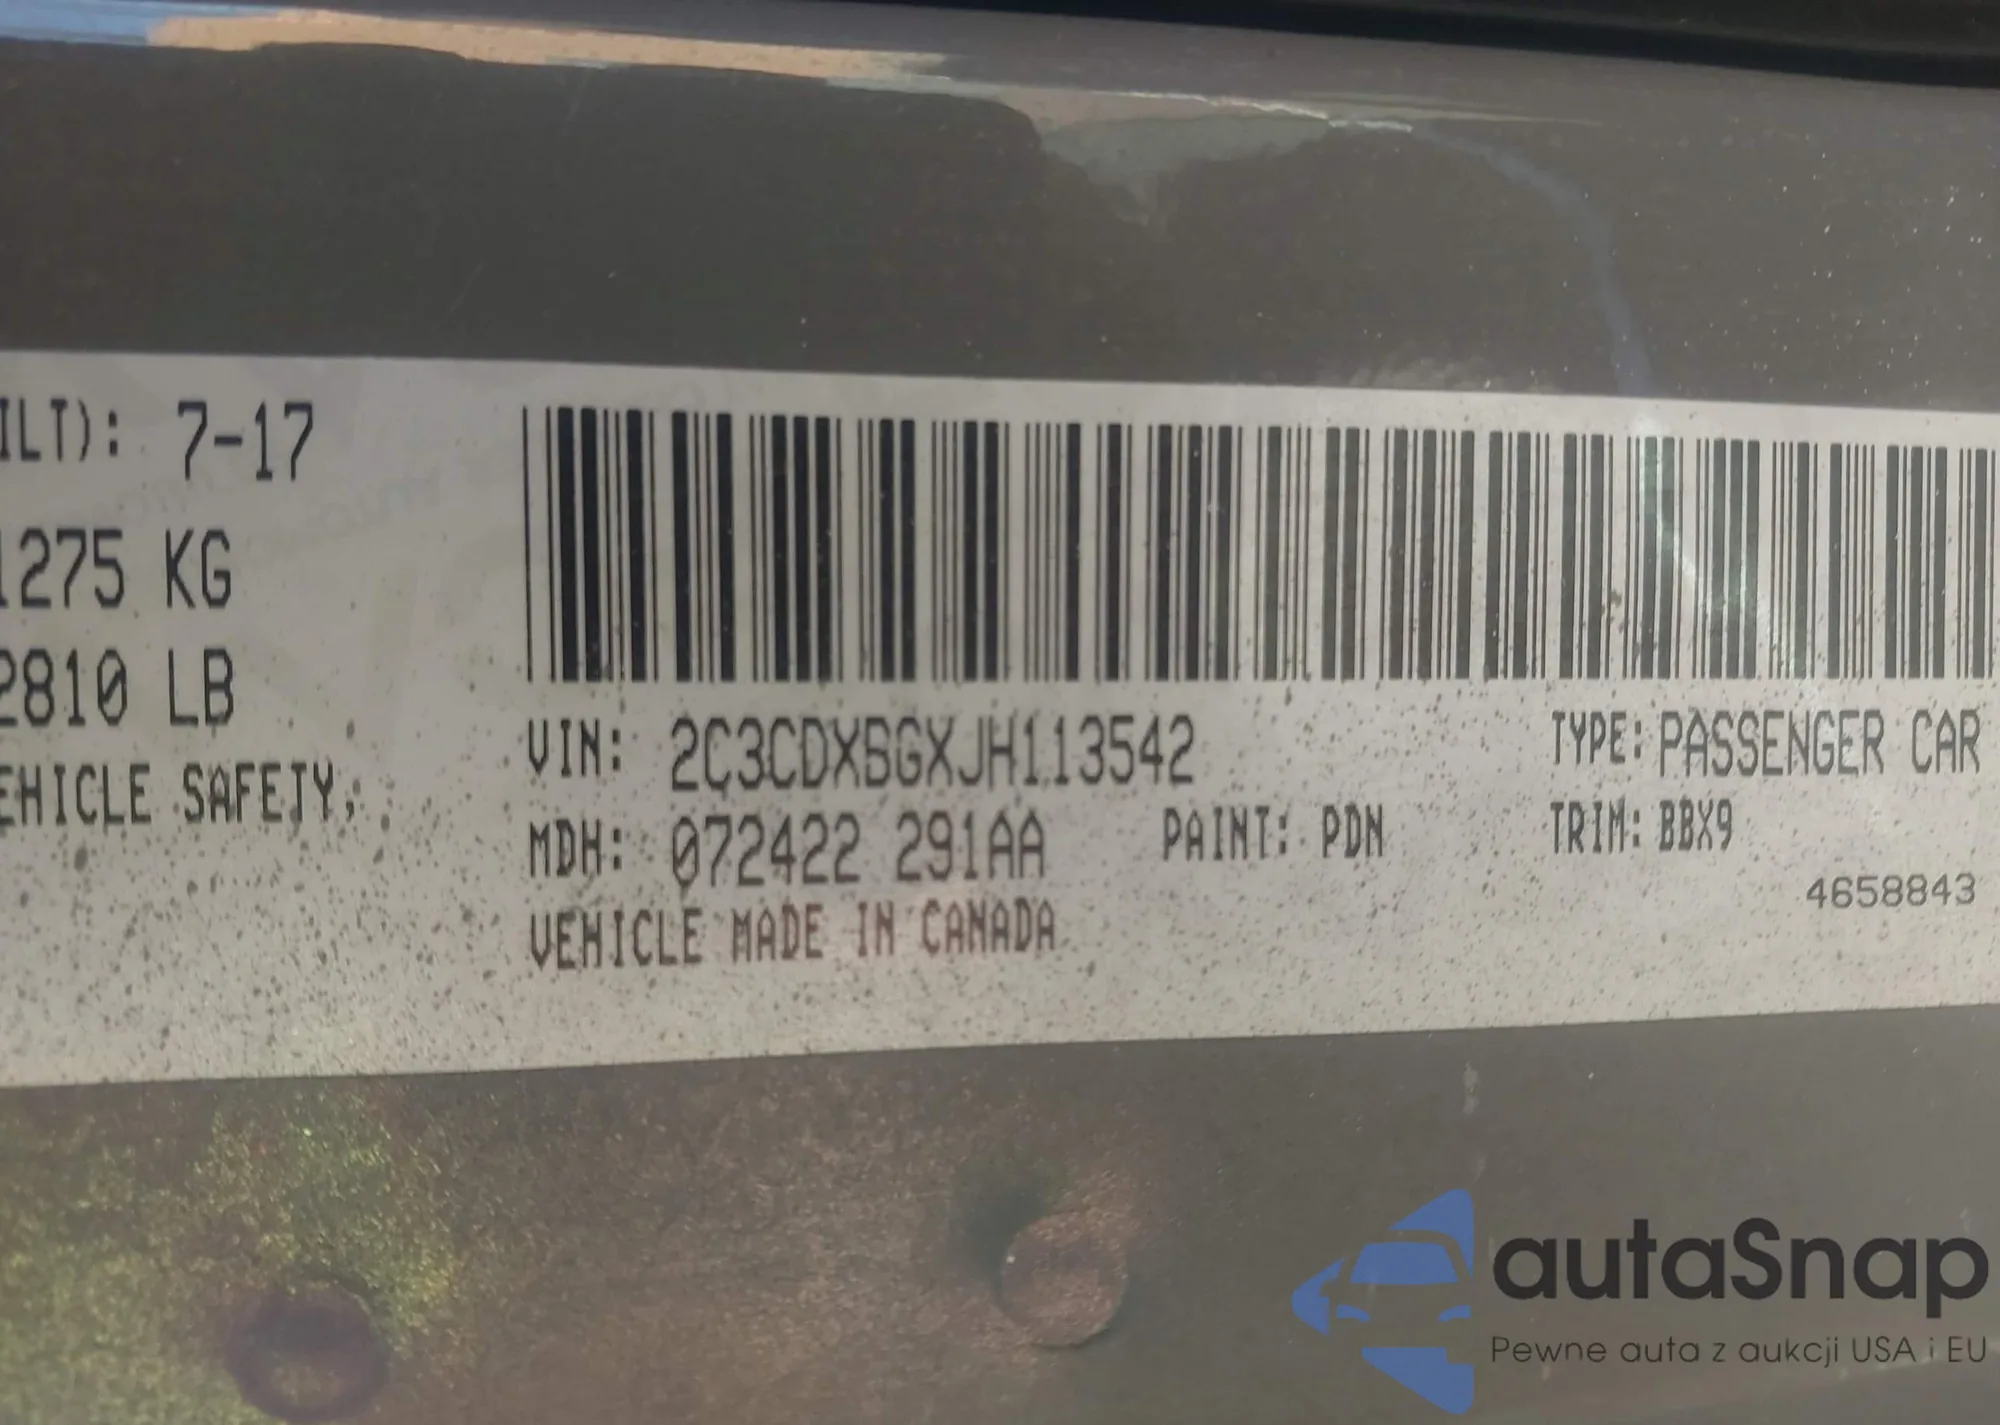 ILT): 7-17
1275 KG
2810 LB
EHICLE SAFETY,
VIN: 2C3CDXBGXJH113542
TYPE: PASSENGER CAR
MDH: 072422 291AA
PAINT: PDN
TRIM: BBX9
4658843
VEHICLE MADE IN CANADA
autaSnap
Pewne auta z aukcji USA i EU